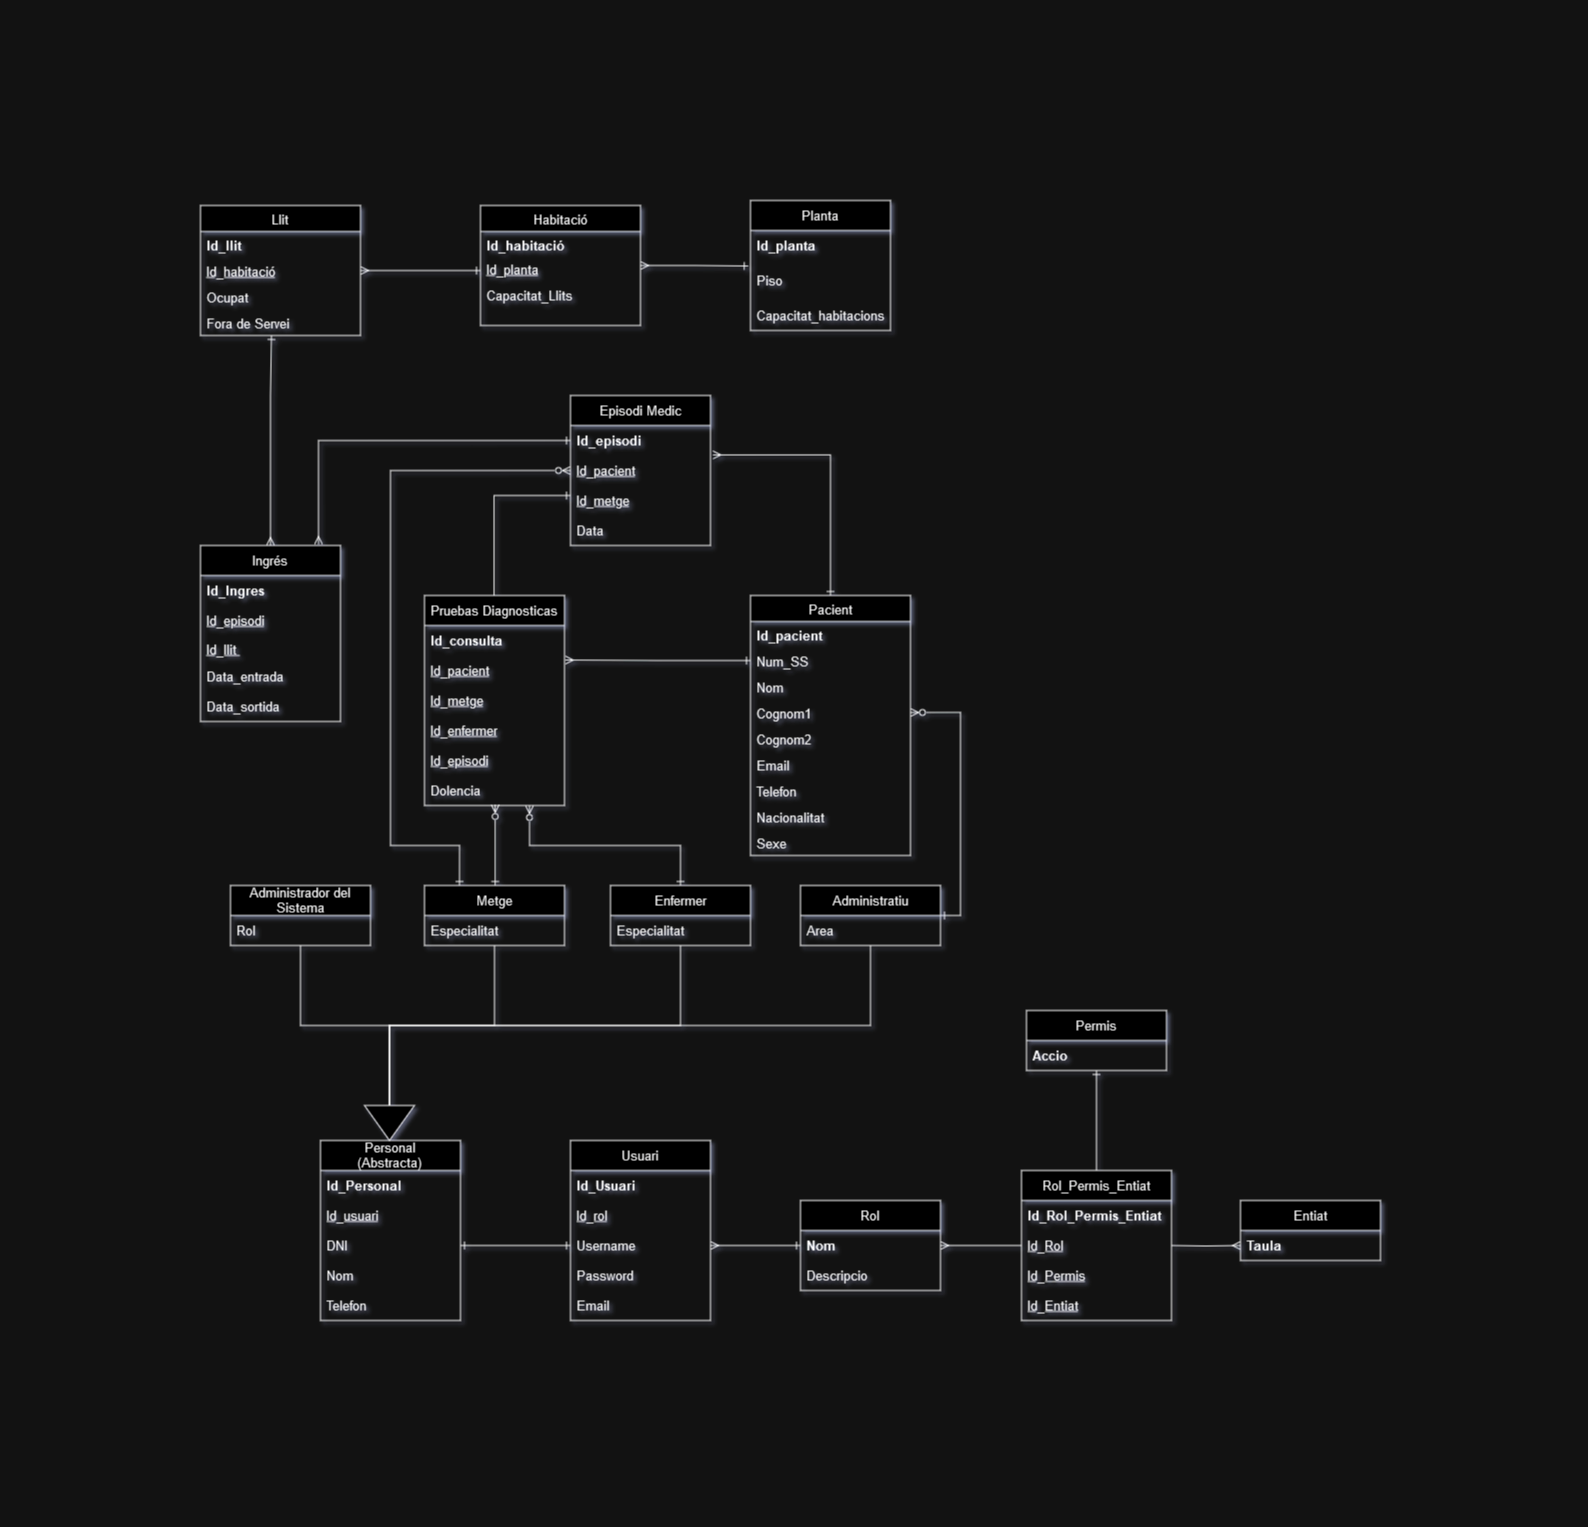 Llit
Id_llit
Id_habitació
Ocupat
Fora de Servei
Habitació
Id_habitació
Id_planta
Capacitat_Llits
Planta
Id_planta
Piso
Capacitat_habitacions
Episodi Medic
Id_episodi
Id_pacient
Id_metge
Data
Ingrés
Id_Ingres
Id_episodi
Id_llit
Data_entrada
Data_sortida
Pruebas Diagnosticas
Id_consulta
Id_pacient
Id_metge
Id_enfermer
Id_episodi
Dolencia
Pacient
Id_pacient
Num_SS
Nom
Cognom1
Cognom2
Email
Telefon
Nacionalitat
Sexe
Administrador del
Sistema
Rol
Metge
Especialitat
Enfermer
Especialitat
Administratiu
Area
Permis
Accio
Personal
(Abstracta)
Id_Personal
Id_usuari
DNI
Nom
Telefon
Usuari
Id_Usuari
Id_rol
Username
Password
Email
Rol
Nom
Descripcio
Rol_Permis_Entiat
Id_Rol_Permis_Entiat
Id_Rol
Id_Permis
Id_Entiat
Entiat
Taula